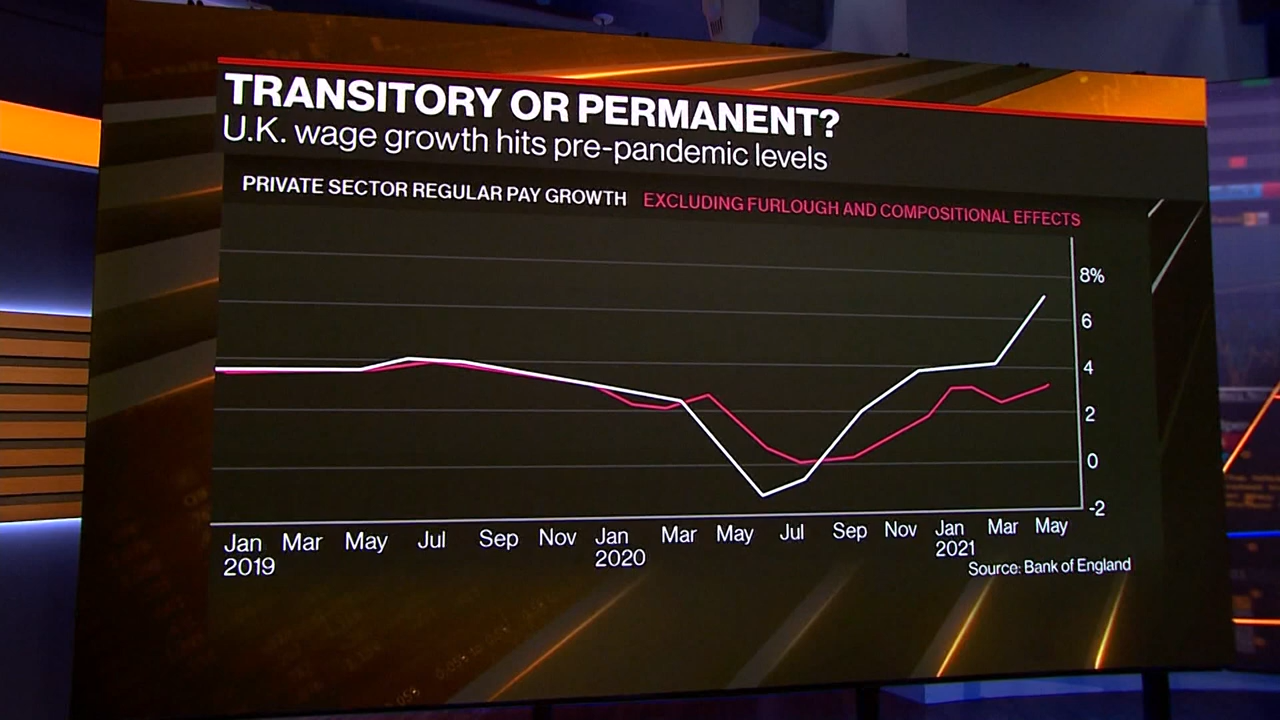 TRANSITORY OR PERMANENT?
U.K. wage growth hits pre-pandemic levels
PRIVATE SECTOR REGULAR PAY GROWTH EXCLUDING FURLOUGH AND COMPOSITIONAL EFFECTS
8%
6
4
2
0
-2
Jan Mar May Jul Sep Nov Jan Mar May Jul Sep Nov Jan Mar May
2019 2020 2021
Source: Bank of England